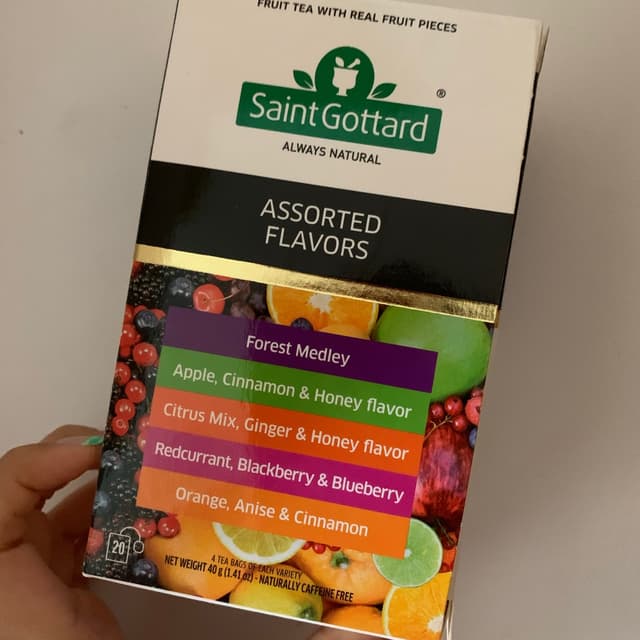 FRUIT TEA WITH REAL FRUIT PIECES
SaintGottard
®
ALWAYS NATURAL
ASSORTED
FLAVORS
Forest Medley
Apple, Cinnamon & Honey flavor
Citrus Mix, Ginger & Honey flavor
Redcurrant, Blackberry & Blueberry
Orange, Anise & Cinnamon
20
4 TEA BAGS OF EACH VARIETY
NET WEIGHT 40 g (1.41 oz) - NATURALLY CAFFEINE FREE